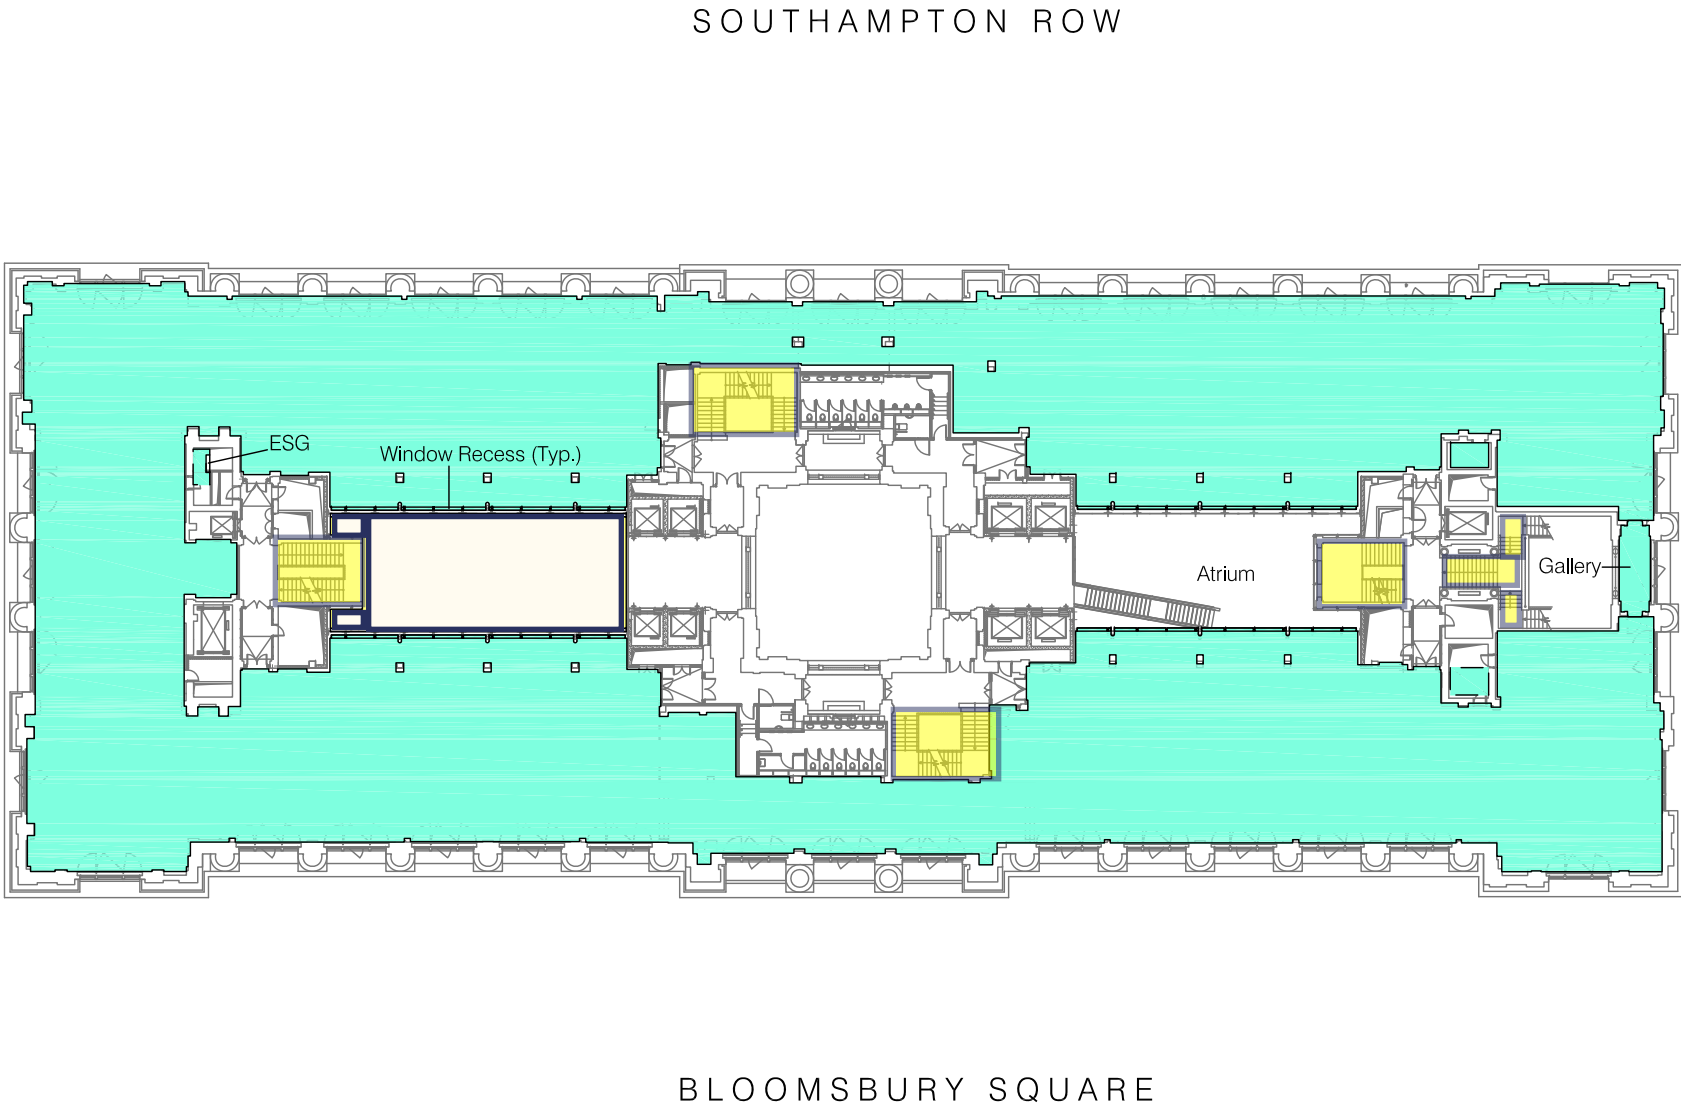 SOUTHAMPTON ROW
ESG
Window Recess (Typ.)
Gallery
Atrium
BLOOMSBURY SQUARE